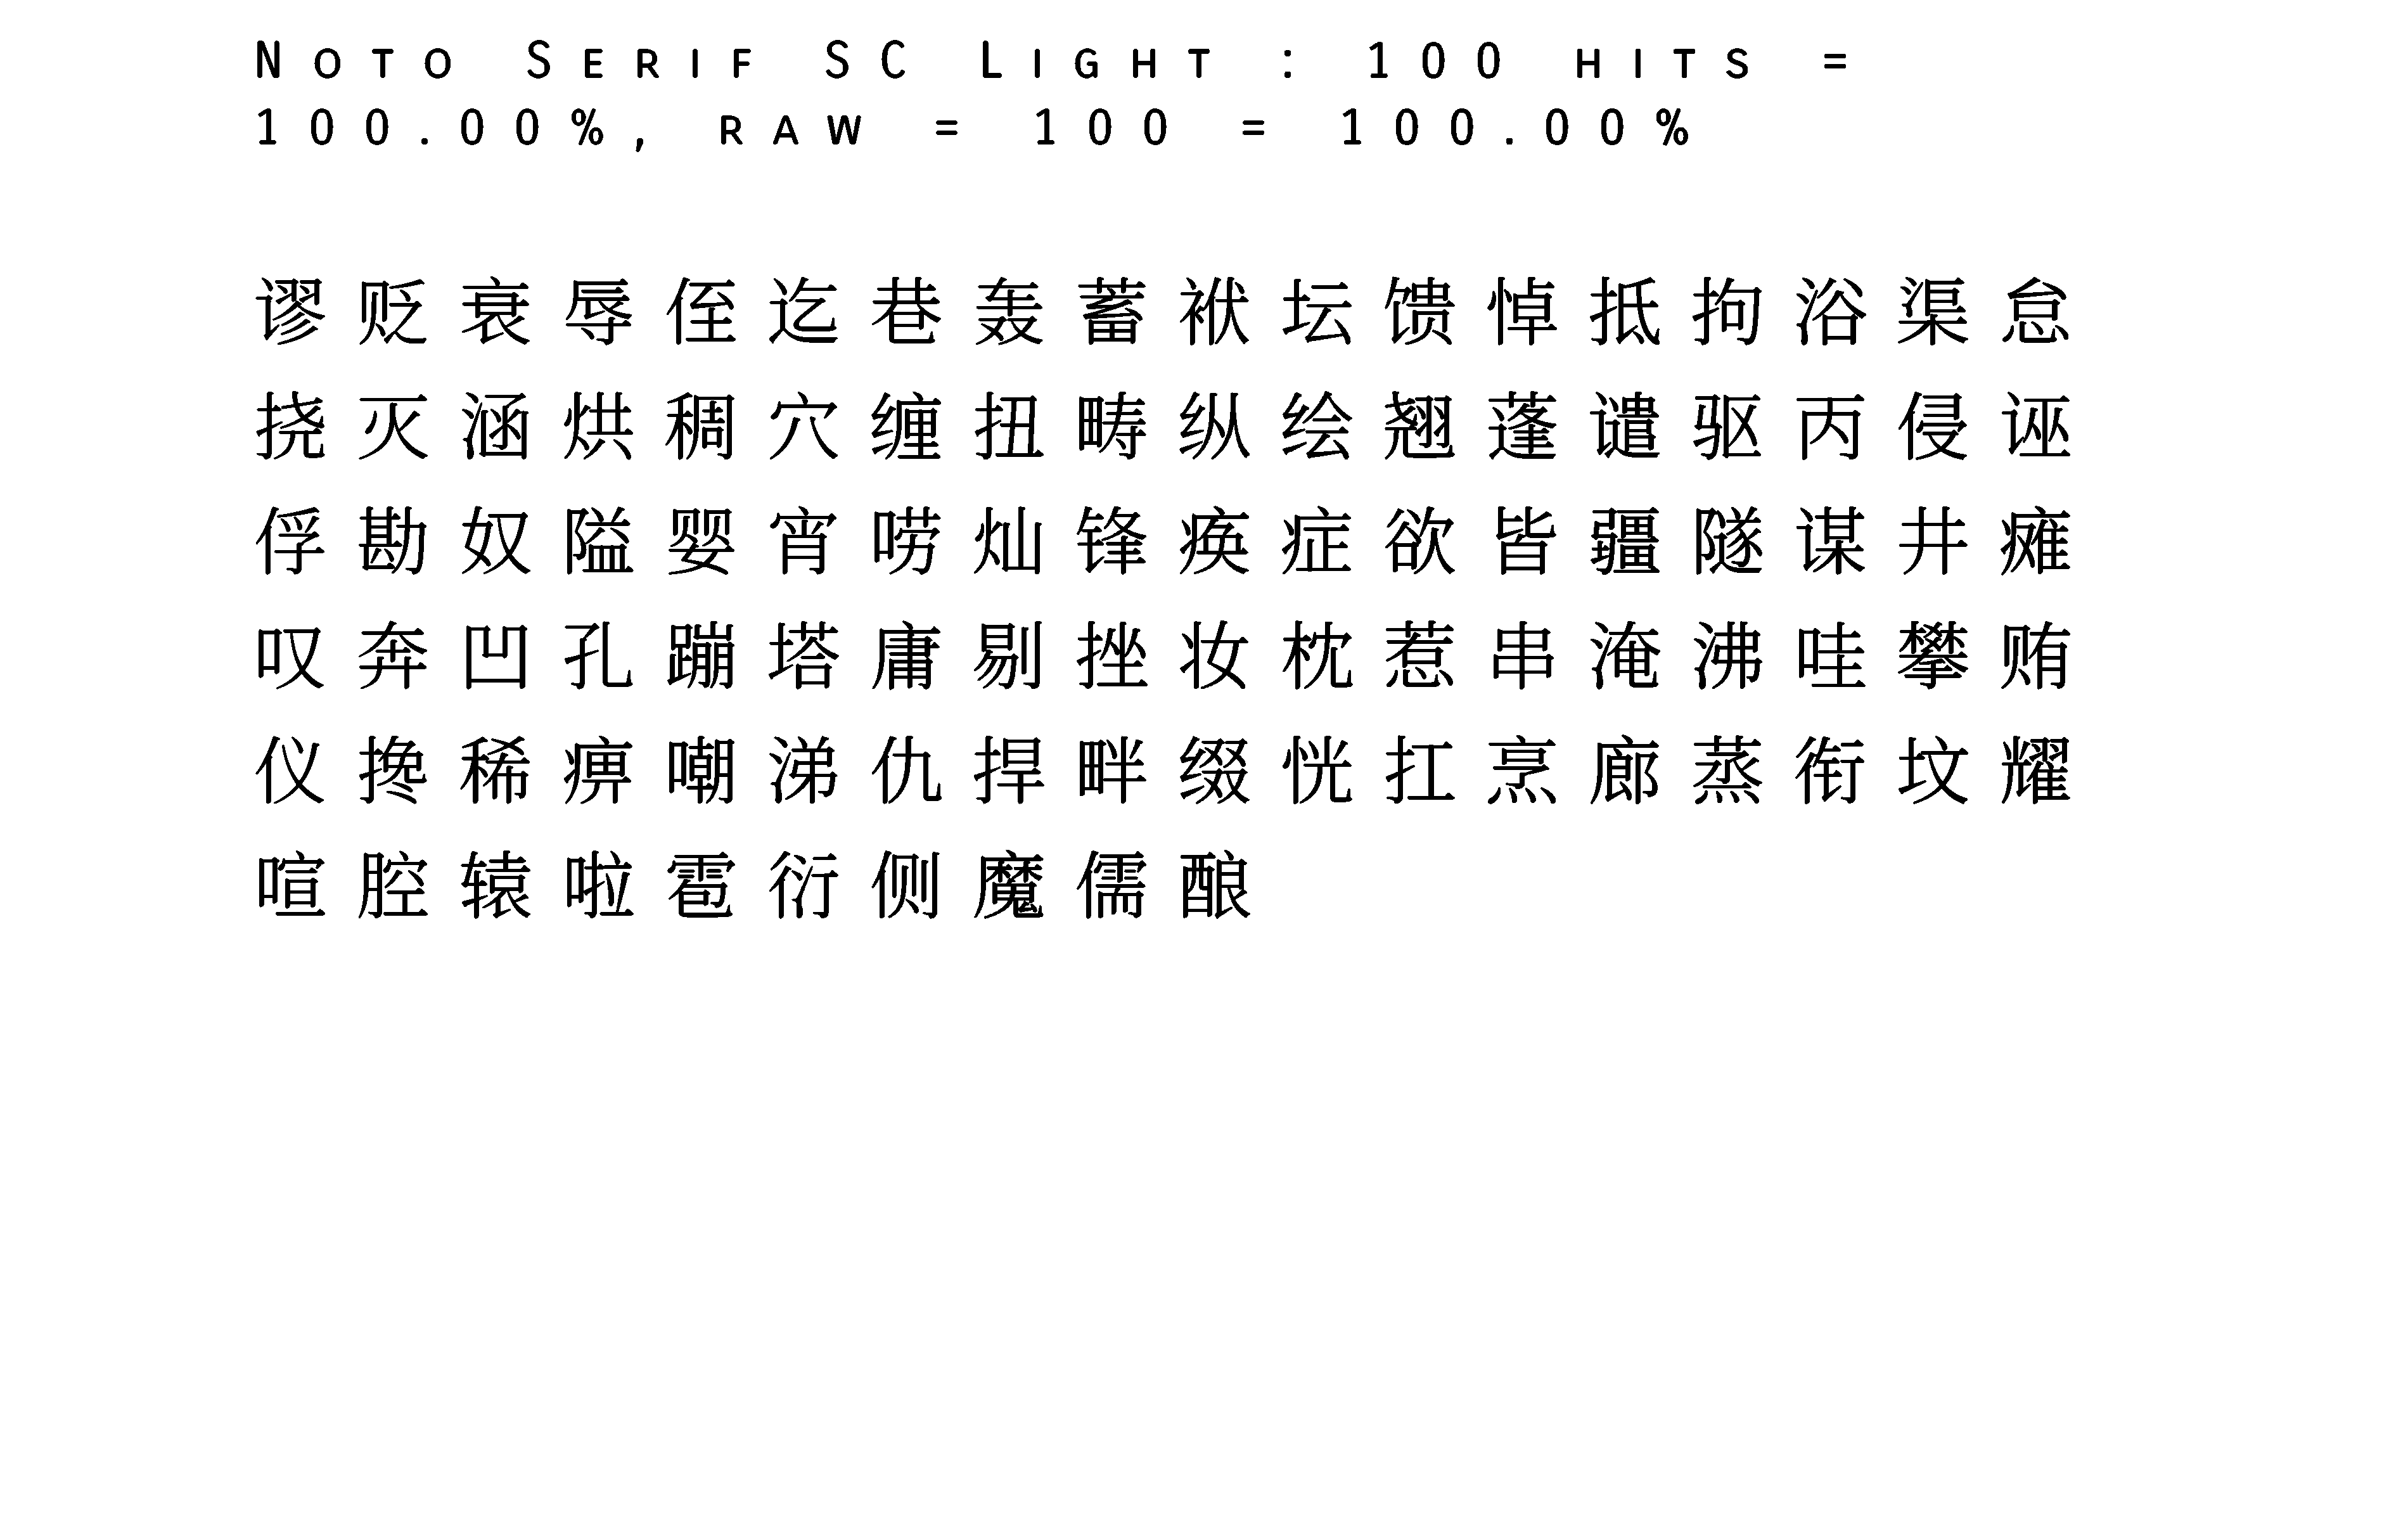 Noto Serif SC Light : 100 hits =
100.00%, raw = 100 = 100.00%
谬贬衰辱侄迄巷轰蓄袱坛馈悼抵拘浴渠怠
挠灭涵烘稠穴缠扭畴纵绘翘蓬谴驱丙侵诬
俘勘奴隘婴宵唠灿锋痪症欲皆疆隧谋井瘫
叹奔凹孔蹦塔庸剔挫妆枕惹串淹沸哇攀贿
仪搀稀痹嘲涕仇捍畔缀恍扛烹廊蒸衔坟耀
喧腔辕啦雹衍侧魔儒酿